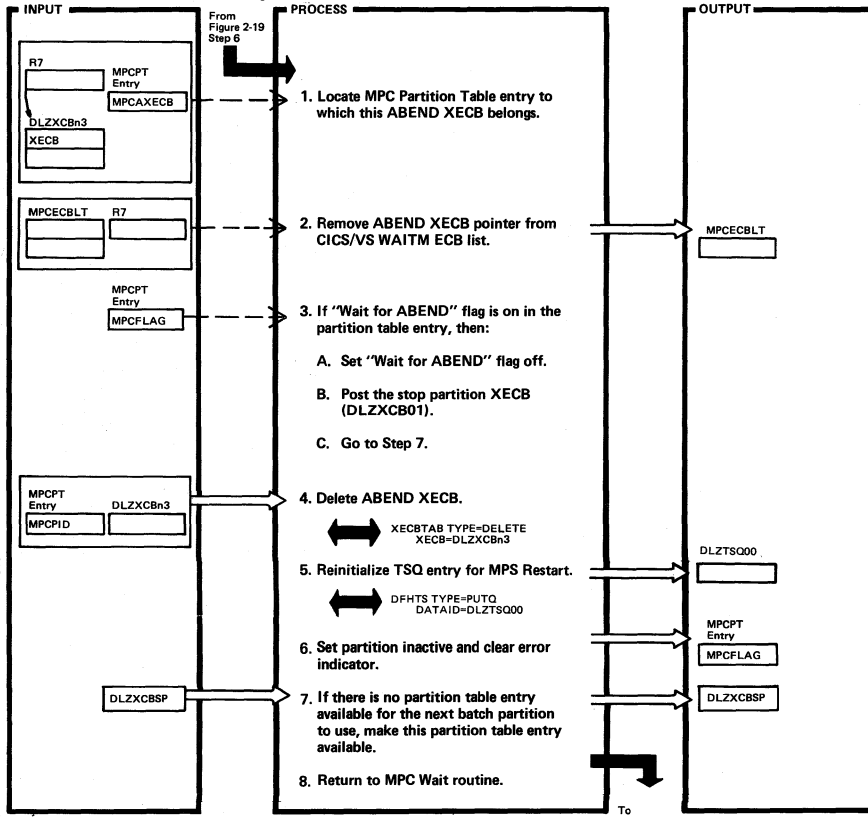 INPUT
From
Figure 2-19
Step 6
PROCESS
OUTPUT
R7
MPCPT
Entry
MPCAXECB
DLZXCBn3
XECB
1. Locate MPC Partition Table entry to
which this ABEND XECB belongs.
MPCECBLT R7
2. Remove ABEND XECB pointer from
CICS/VS WAITM ECB list.
MPCECBLT
MPCPT
Entry
MPCFLAG
3. If "Wait for ABEND" flag is on in the
partition table entry, then:
A. Set "Wait for ABEND" flag off.
B. Post the stop partition XECB
(DLZXCB01).
C. Go to Step 7.
MPCPT
Entry DLZXCBn3
MPCPID
4. Delete ABEND XECB.
XECBTAB TYPE=DELETE
XECB=DLZXCBn3
5. Reinitialize TSQ entry for MPS Restart.
DLZTSQ00
DFHTS TYPE=PUTQ
DATAID=DLZTSQ00
6. Set partition inactive and clear error
indicator.
MPCPT
Entry
MPCFLAG
DLZXCBSP
7. If there is no partition table entry
available for the next batch partition
to use, make this partition table entry
available.
DLZXCBSP
8. Return to MPC Wait routine.
To